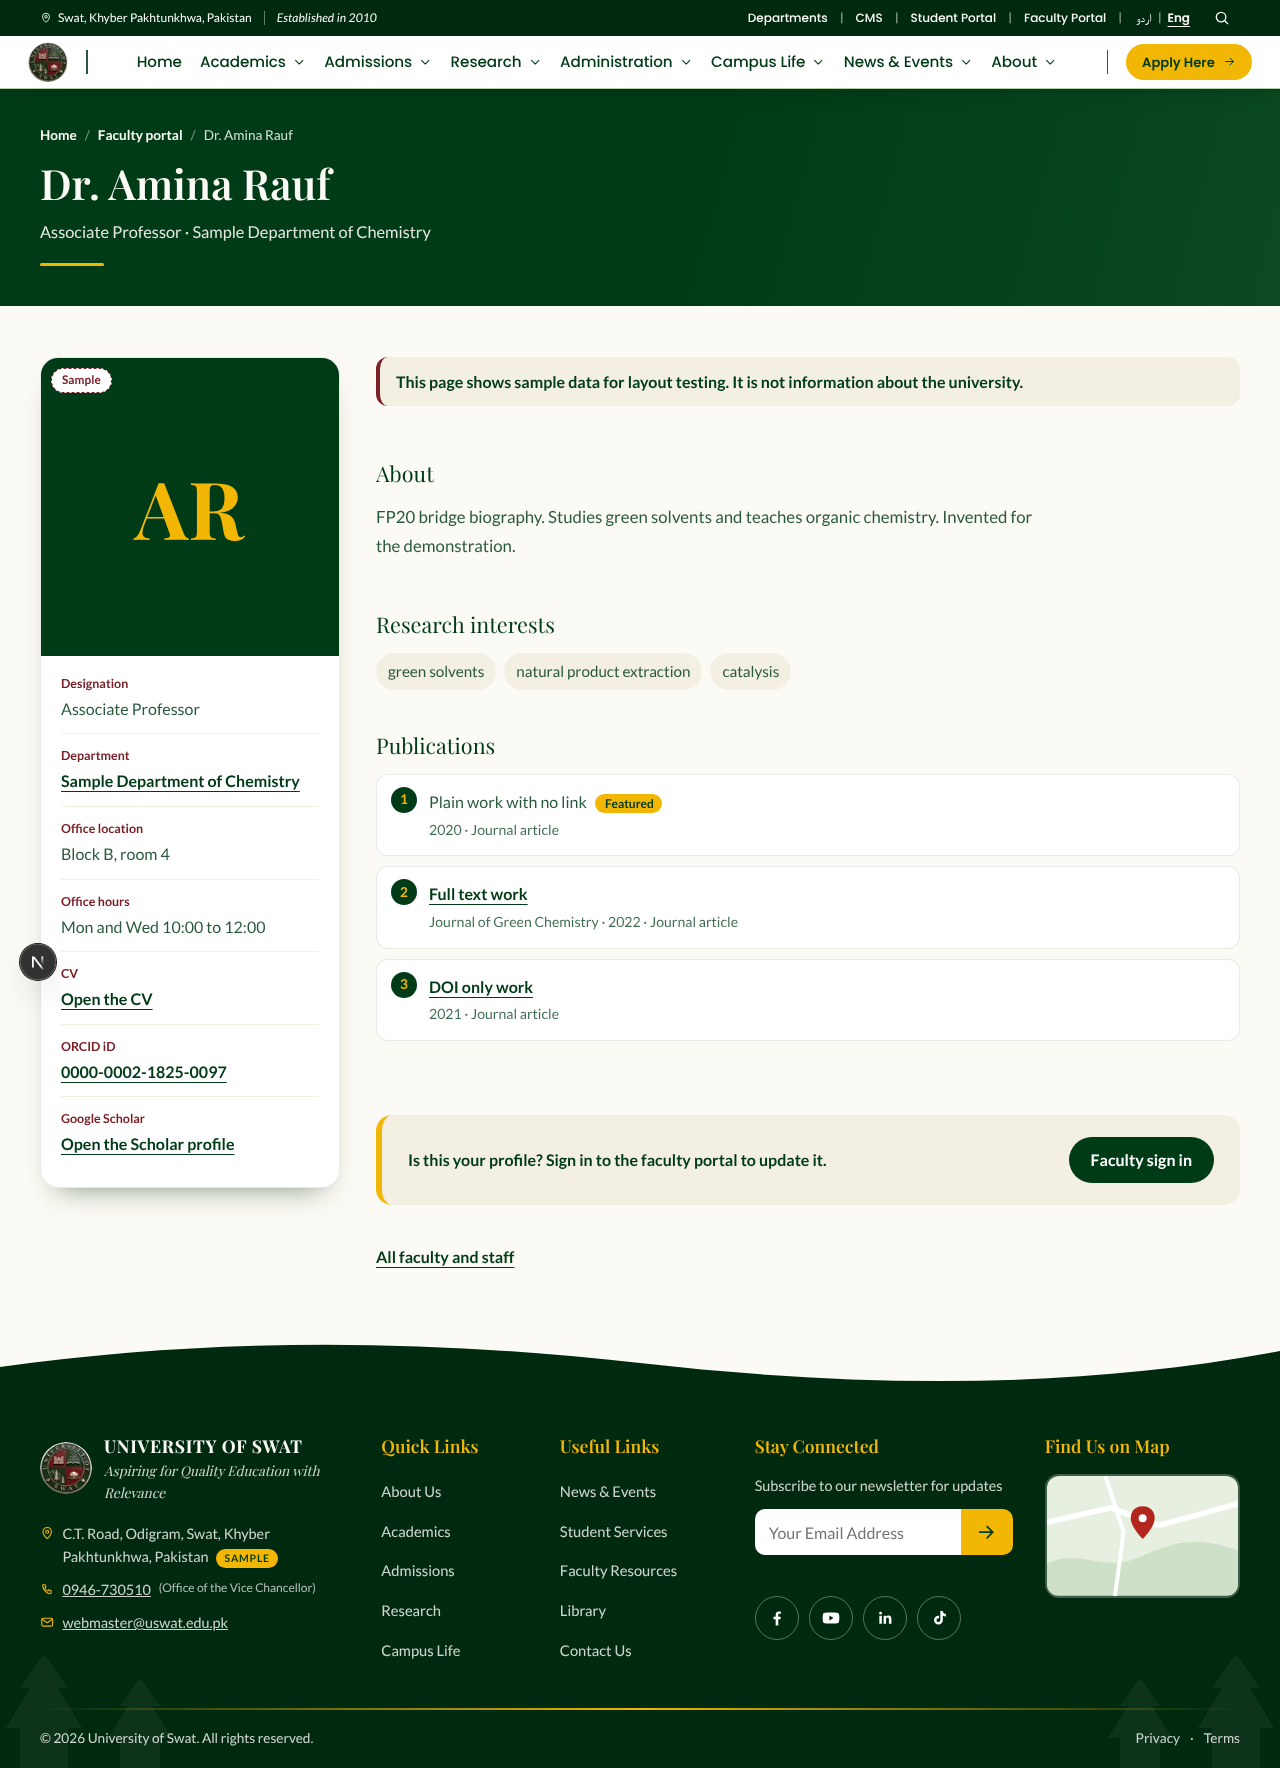 Swat, Khyber Pakhtunkhwa, Pakistan | Established in 2010
Departments | CMS | Student Portal | Faculty Portal | اردو | Eng
Home Academics Admissions Research Administration Campus Life News & Events About
Apply Here
Home / Faculty portal / Dr. Amina Rauf
Dr. Amina Rauf
Associate Professor · Sample Department of Chemistry
Sample
AR
Designation
Associate Professor
Department
Sample Department of Chemistry
Office location
Block B, room 4
Office hours
Mon and Wed 10:00 to 12:00
N
CV
Open the CV
ORCID iD
0000-0002-1825-0097
Google Scholar
Open the Scholar profile
This page shows sample data for layout testing. It is not information about the university.
About
FP20 bridge biography. Studies green solvents and teaches organic chemistry. Invented for
the demonstration.
Research interests
green solvents natural product extraction catalysis
Publications
1 Plain work with no link Featured
2020 · Journal article
2 Full text work
Journal of Green Chemistry · 2022 · Journal article
3 DOI only work
2021 · Journal article
Is this your profile? Sign in to the faculty portal to update it.
Faculty sign in
All faculty and staff
UNIVERSITY OF SWAT
Aspiring for Quality Education with
Relevance
C.T. Road, Odigram, Swat, Khyber
Pakhtunkhwa, Pakistan SAMPLE
0946-730510 (Office of the Vice Chancellor)
webmaster@uswat.edu.pk
Quick Links
About Us
Academics
Admissions
Research
Campus Life
Useful Links
News & Events
Student Services
Faculty Resources
Library
Contact Us
Stay Connected
Subscribe to our newsletter for updates
Your Email Address
Find Us on Map
© 2026 University of Swat. All rights reserved.
Privacy · Terms